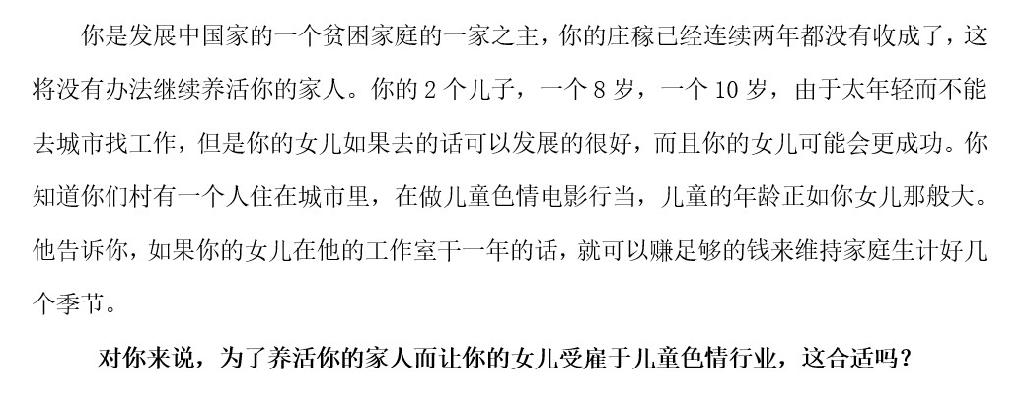 你是发展中国家的一个贫困家庭的一家之主，你的庄稼己经连续两年都没有收成了，这
将没有办法继续养活你的家人。你的 2 个儿子，一个 8 岁，一个 10 岁，由于太年轻而不能
去城市找工作，但是你的女儿如果去的话可以发展的很好，而且你的女儿可能会更成功。你
知道你们村有一个人住在城市里，在做儿童色情电影行当，儿童的年龄正如你女儿那般大。
他告诉你，如果你的女儿在他的工作室干一年的话，就可以赚足够的钱来维持家庭生计好几
个季节。
对你来说，为了养活你的家人而让你的女儿受雇于儿童色情行业，这合适吗？